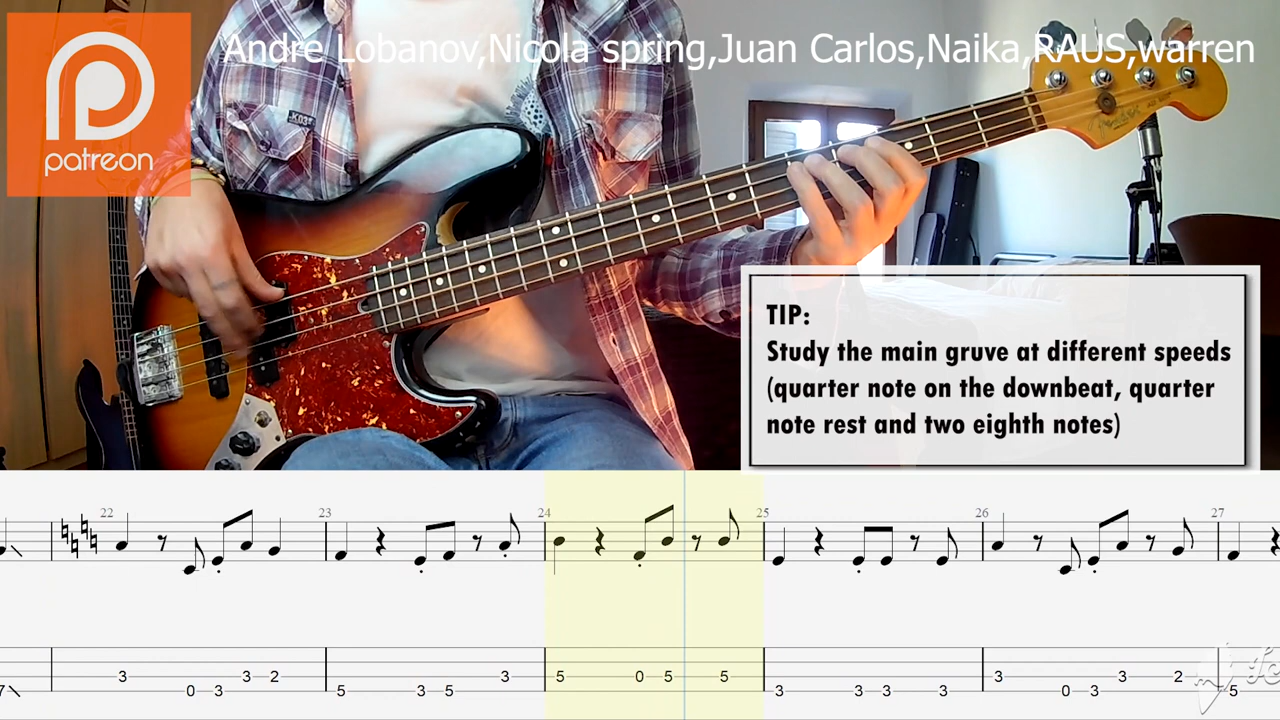 Andre Lobanov,Nicola spring,Juan Carlos,Naika,RAUS,warren
patreon
K03
TIP:
Study the main gruve at different speeds
(quarter note on the downbeat, quarter
note rest and two eighth notes)
22 23 24 25 26 27
3 3 2 3 5 0 5 5 3 3 2
7 0 3 5 3 5 3 3 3 3 0 3 5